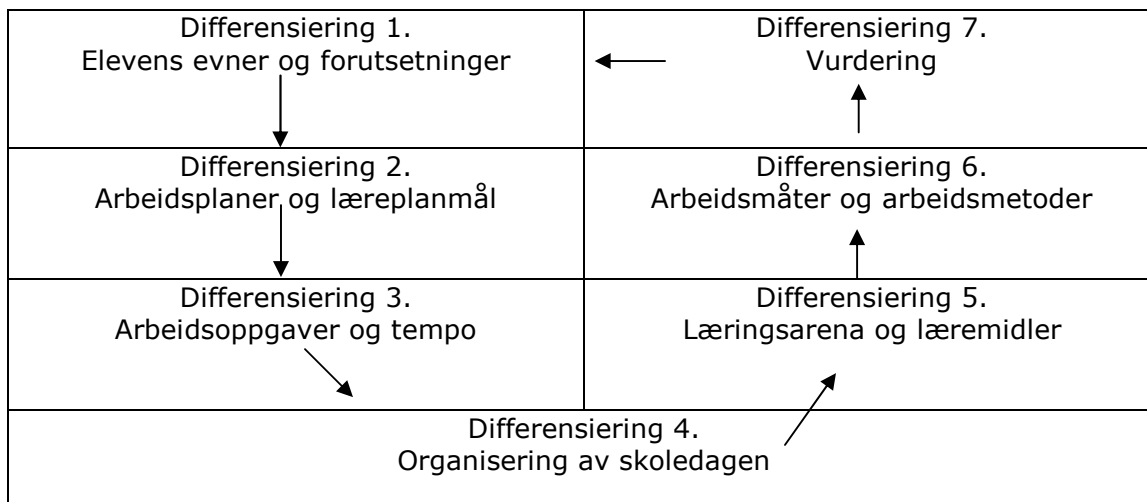 Differensiering 1.
Elevens evner og forutsetninger
Differensiering 7.
Vurdering
Differensiering 2.
Arbeidsplaner og læreplanmål
Differensiering 6.
Arbeidsmåter og arbeidsmetoder
Differensiering 3.
Arbeidsoppgaver og tempo
Differensiering 5.
Læringsarena og læremidler
Differensiering 4.
Organisering av skoledagen